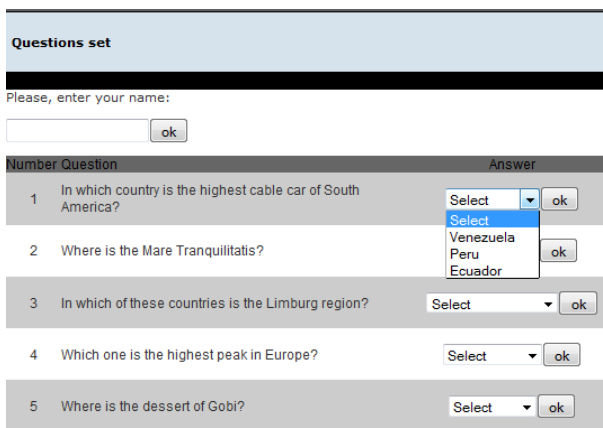 Questions set
Please, enter your name:
ok
Number Question Answer
1 In which country is the highest cable car of South
America?
Select ok
Select
Venezuela
Peru
Ecuador
2 Where is the Mare Tranquilitatis? ok
3 In which of these countries is the Limburg region? Select ok
4 Which one is the highest peak in Europe? Select ok
5 Where is the dessert of Gobi? Select ok